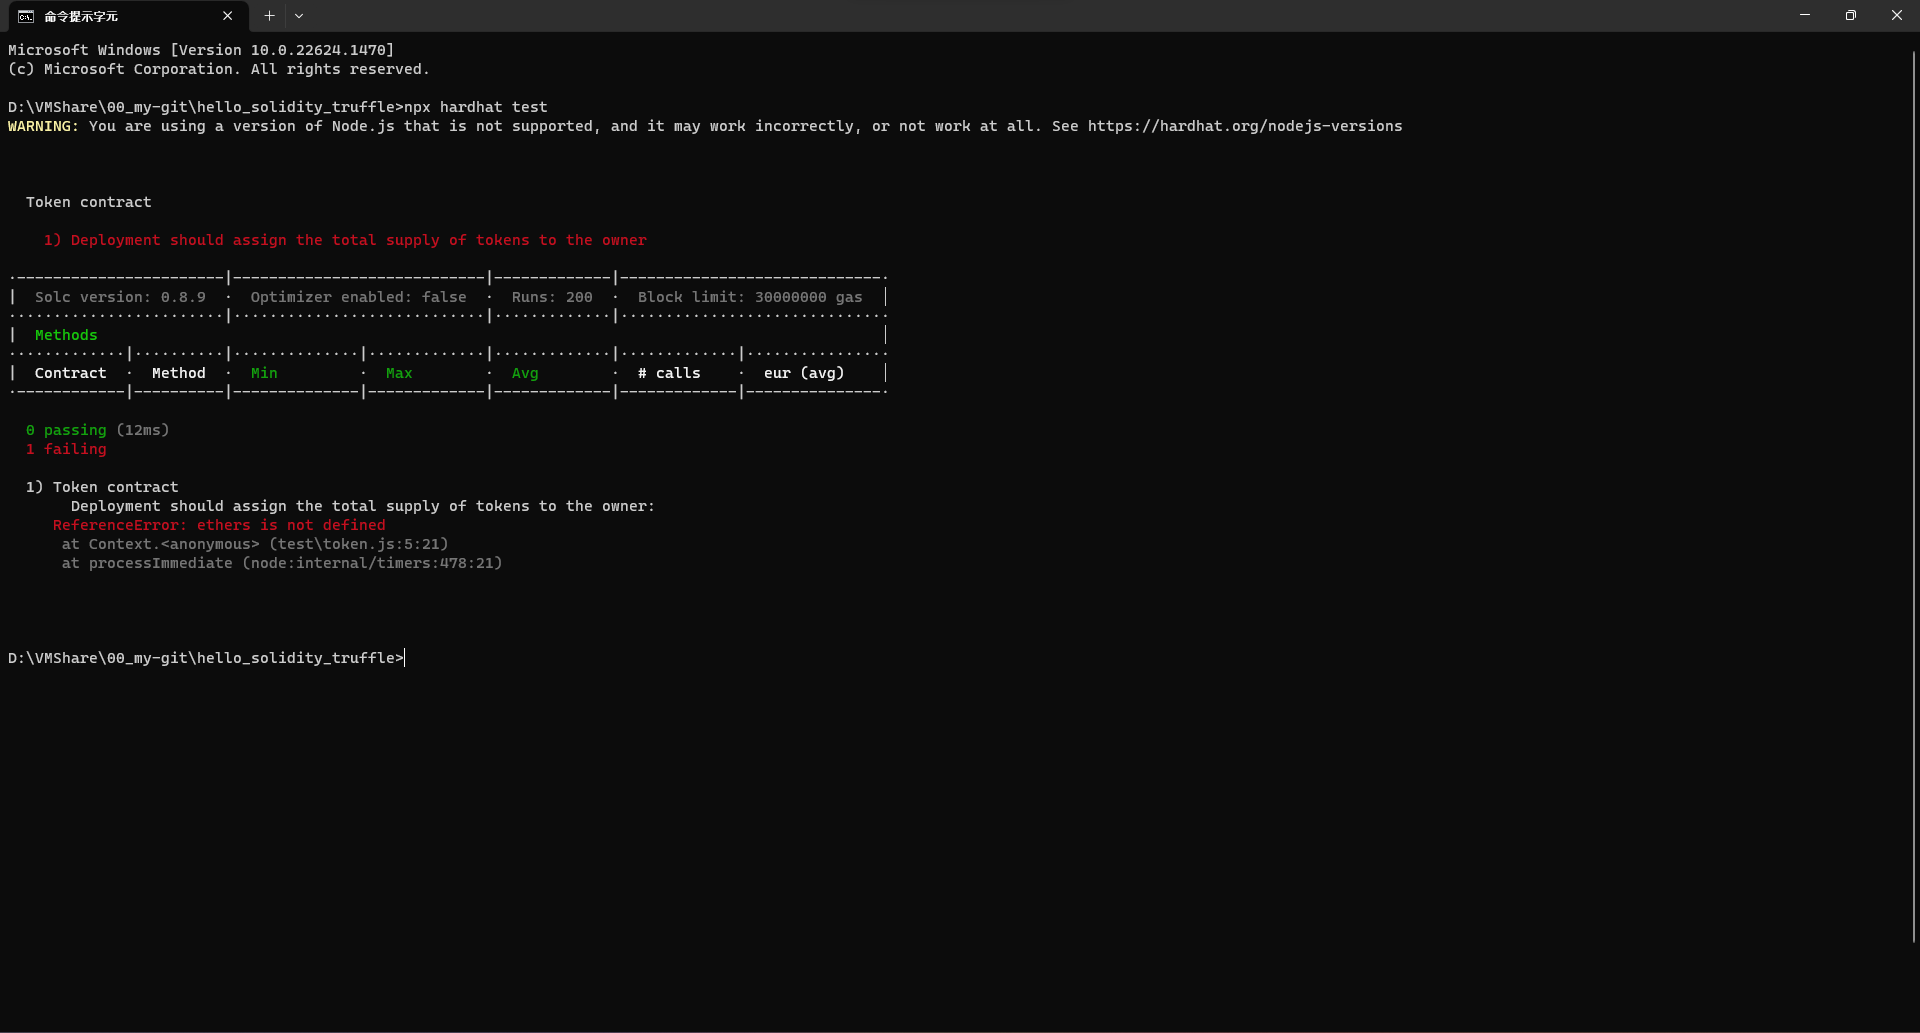 命令提示字元
Microsoft Windows [Version 10.0.22624.1470]
(c) Microsoft Corporation. All rights reserved.
D:\VMShare\00_my-git\hello_solidity_truffle>npx hardhat test
WARNING: You are using a version of Node.js that is not supported, and it may work incorrectly, or not work at all. See https://hardhat.org/nodejs-versions
Token contract
1) Deployment should assign the total supply of tokens to the owner
·-----------------------|----------------------------|-------------|-----------------------------·
|  Solc version: 0.8.9  ·  Optimizer enabled: false  ·  Runs: 200  ·  Block limit: 30000000 gas  │
························|····························|·············|······························
|  Methods                                                                                       │
·············|··········|··············|·············|·············|·············|················
|  Contract  ·  Method  ·  Min         ·  Max        ·  Avg        ·  # calls    ·  eur (avg)    │
·------------|----------|--------------|-------------|-------------|-------------|---------------·
0 passing (12ms)
1 failing
1) Token contract
Deployment should assign the total supply of tokens to the owner:
ReferenceError: ethers is not defined
at Context.<anonymous> (test\token.js:5:21)
at processImmediate (node:internal/timers:478:21)
D:\VMShare\00_my-git\hello_solidity_truffle>